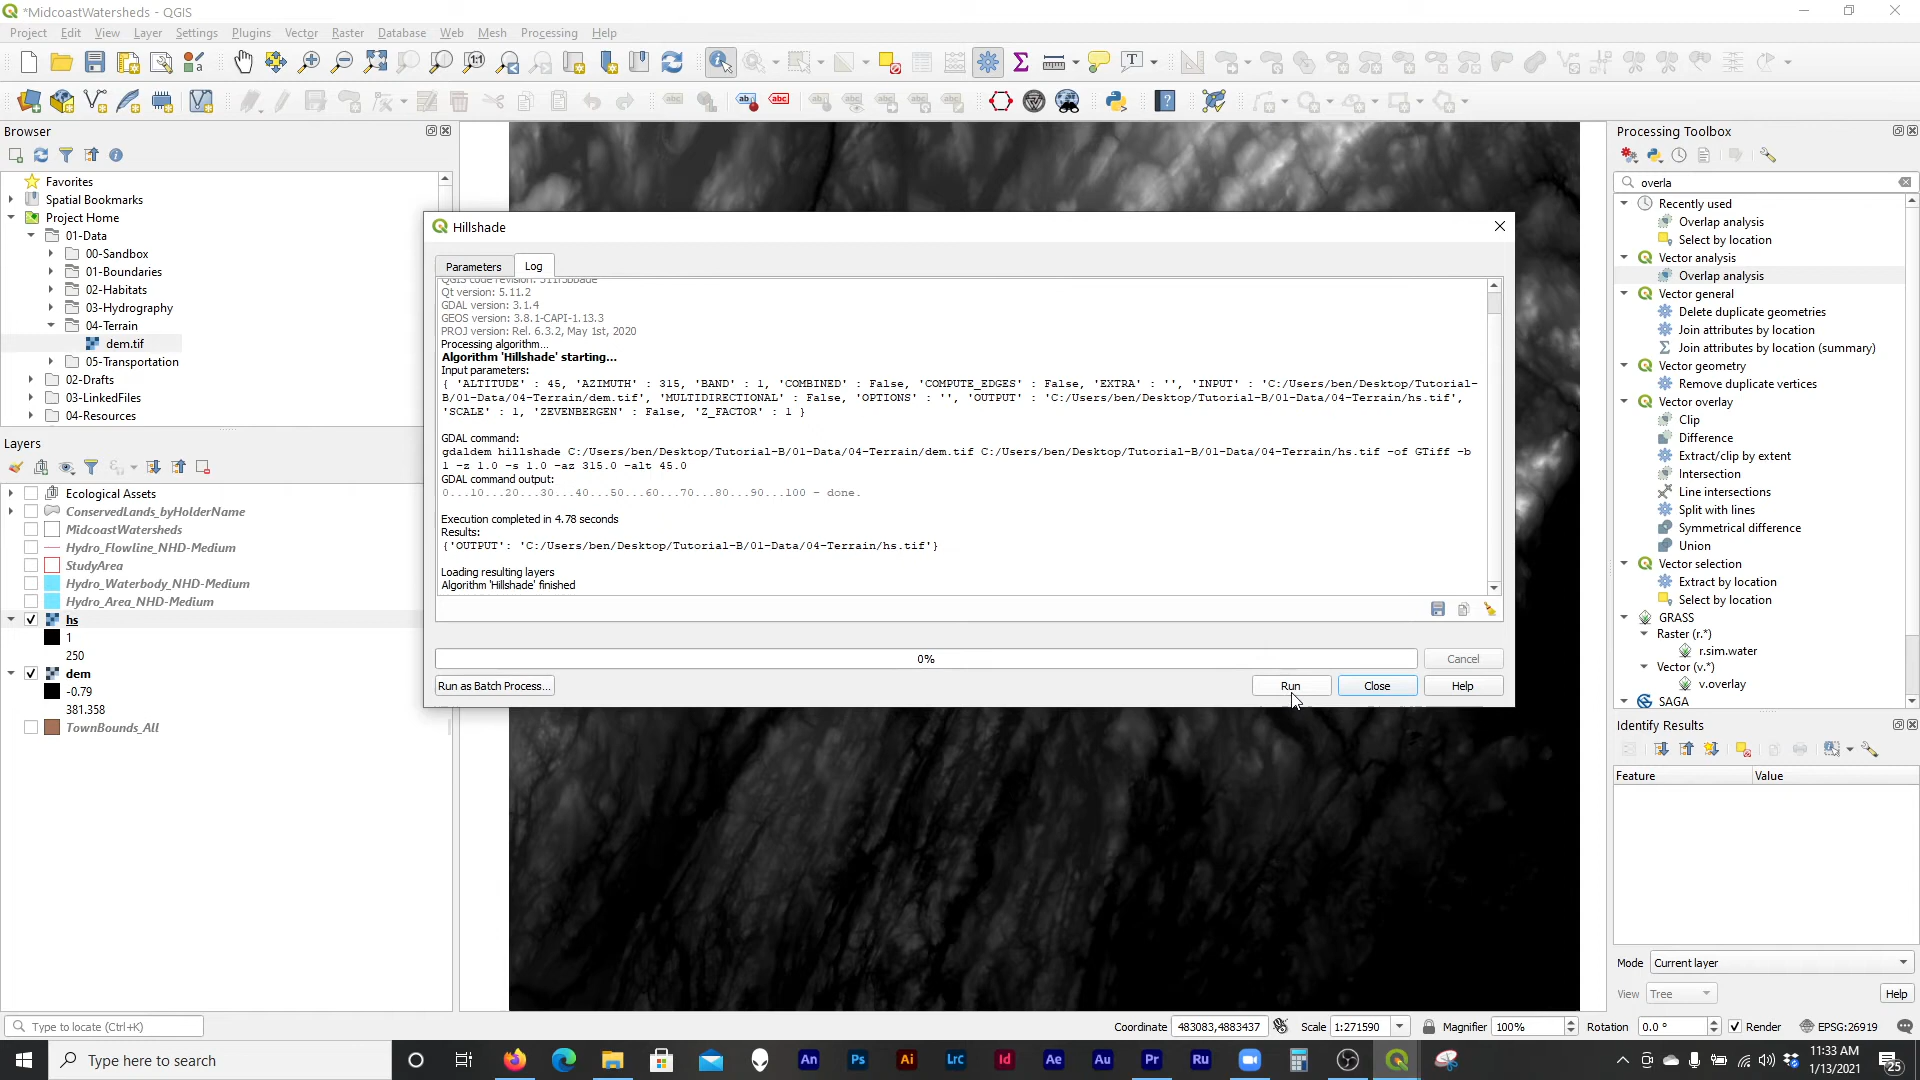 *MidcoastWatersheds - QGIS
Project Edit View Layer Settings Plugins Vector Raster Database Web Mesh Processing Help
Browser
Favorites
Spatial Bookmarks
Project Home
01-Data
00-Sandbox
01-Boundaries
02-Habitats
03-Hydrography
04-Terrain
dem.tif
05-Transportation
02-Drafts
03-LinkedFiles
04-Resources
Layers
Ecological Assets
ConservedLands_byHolderName
MidcoastWatersheds
Hydro_Flowline_NHD-Medium
StudyArea
Hydro_Waterbody_NHD-Medium
Hydro_Area_NHD-Medium
hs
1
250
dem
-0.79
381.358
TownBounds_All
Hillshade
Parameters Log
Qt version: 5.11.2
GDAL version: 3.1.4
GEOS version: 3.8.1-CAPI-1.13.3
PROJ version: Rel. 6.3.2, May 1st, 2020
Processing algorithm...
Algorithm 'Hillshade' starting...
Input parameters:
{ 'ALTITUDE' : 45, 'AZIMUTH' : 315, 'BAND' : 1, 'COMBINED' : False, 'COMPUTE_EDGES' : False, 'EXTRA' : '', 'INPUT' : 'C:/Users/ben/Desktop/Tutorial-
B/01-Data/04-Terrain/dem.tif', 'MULTIDIRECTIONAL' : False, 'OPTIONS' : '', 'OUTPUT' : 'C:/Users/ben/Desktop/Tutorial-B/01-Data/04-Terrain/hs.tif',
'SCALE' : 1, 'ZEVENBERGEN' : False, 'Z_FACTOR' : 1 }
GDAL command:
gdaldem hillshade C:/Users/ben/Desktop/Tutorial-B/01-Data/04-Terrain/dem.tif C:/Users/ben/Desktop/Tutorial-B/01-Data/04-Terrain/hs.tif -of GTiff -b
1 -z 1.0 -s 1.0 -az 315.0 -alt 45.0
GDAL command output:
0...10...20...30...40...50...60...70...80...90...100 - done.
Execution completed in 4.78 seconds
Results:
{'OUTPUT': 'C:/Users/ben/Desktop/Tutorial-B/01-Data/04-Terrain/hs.tif'}
Loading resulting layers
Algorithm 'Hillshade' finished
0% Cancel
Run as Batch Process... Run Close Help
Processing Toolbox
overla
Recently used
Overlap analysis
Select by location
Vector analysis
Overlap analysis
Vector general
Delete duplicate geometries
Join attributes by location
Join attributes by location (summary)
Vector geometry
Remove duplicate vertices
Vector overlay
Clip
Difference
Extract/clip by extent
Intersection
Line intersections
Split with lines
Symmetrical difference
Union
Vector selection
Extract by location
Select by location
GRASS
Raster (r.*)
r.sim.water
Vector (v.*)
v.overlay
SAGA
Identify Results
Feature Value
Mode Current layer
View Tree Help
Type to locate (Ctrl+K) Coordinate 483083,4883437 Scale 1:271590 Magnifier 100% Rotation 0.0 ° Render EPSG:26919
Type here to search An Ps Ai Lrc Id Ae Au Pr Ru 11:33 AM
1/13/2021 25